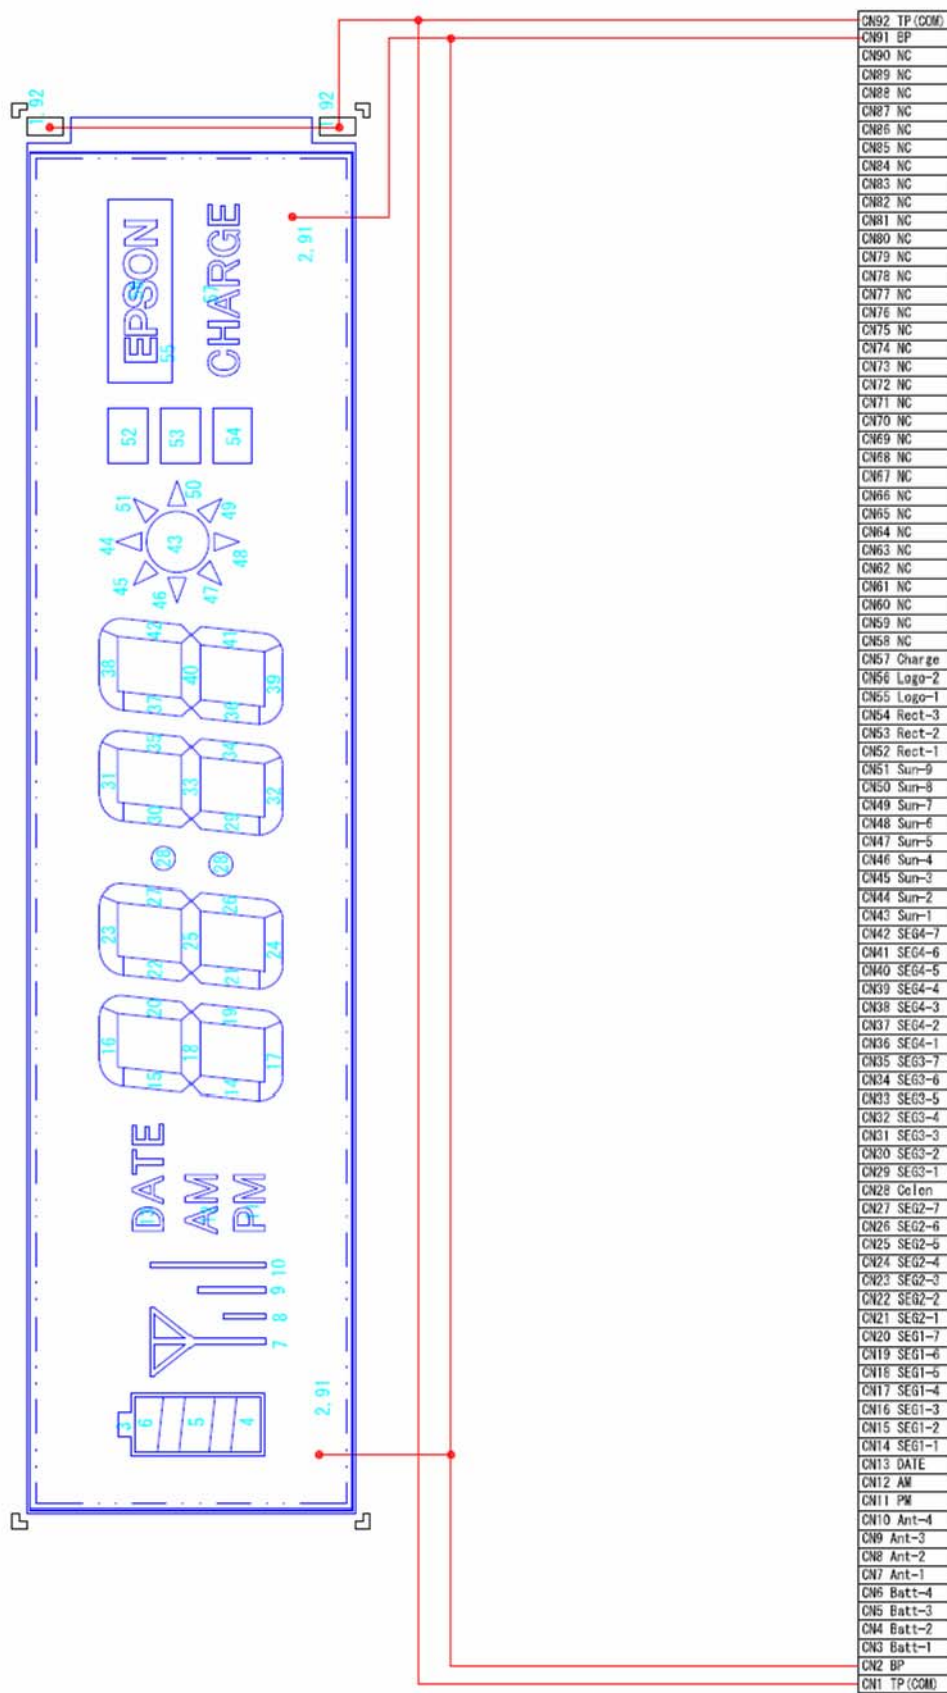 1, 92
1, 92
EPSON
56
55
CHARGE
57
2, 91
52
53
54
51
50
49
44
43
48
45
46
47
42
41
38
40
39
37
36
35
34
31
33
32
30
29
28
28
27
26
23
25
24
22
21
20
19
16
18
17
15
14
DATE
13
AM
PM
10
9
8
7
3
6
5
4
2, 91
CN92 TP(COM)
CN91 BP
CN90 NC
CN89 NC
CN88 NC
CN87 NC
CN86 NC
CN85 NC
CN84 NC
CN83 NC
CN82 NC
CN81 NC
CN80 NC
CN79 NC
CN78 NC
CN77 NC
CN76 NC
CN75 NC
CN74 NC
CN73 NC
CN72 NC
CN71 NC
CN70 NC
CN69 NC
CN68 NC
CN67 NC
CN66 NC
CN65 NC
CN64 NC
CN63 NC
CN62 NC
CN61 NC
CN60 NC
CN59 NC
CN58 NC
CN57 Charge
CN56 Logo-2
CN55 Logo-1
CN54 Rect-3
CN53 Rect-2
CN52 Rect-1
CN51 Sun-9
CN50 Sun-8
CN49 Sun-7
CN48 Sun-6
CN47 Sun-5
CN46 Sun-4
CN45 Sun-3
CN44 Sun-2
CN43 Sun-1
CN42 SEG4-7
CN41 SEG4-6
CN40 SEG4-5
CN39 SEG4-4
CN38 SEG4-3
CN37 SEG4-2
CN36 SEG4-1
CN35 SEG3-7
CN34 SEG3-6
CN33 SEG3-5
CN32 SEG3-4
CN31 SEG3-3
CN30 SEG3-2
CN29 SEG3-1
CN28 Colon
CN27 SEG2-7
CN26 SEG2-6
CN25 SEG2-5
CN24 SEG2-4
CN23 SEG2-3
CN22 SEG2-2
CN21 SEG2-1
CN20 SEG1-7
CN19 SEG1-6
CN18 SEG1-5
CN17 SEG1-4
CN16 SEG1-3
CN15 SEG1-2
CN14 SEG1-1
CN13 DATE
CN12 AM
CN11 PM
CN10 Ant-4
CN9 Ant-3
CN8 Ant-2
CN7 Ant-1
CN6 Batt-4
CN5 Batt-3
CN4 Batt-2
CN3 Batt-1
CN2 BP
CN1 TP(COM)